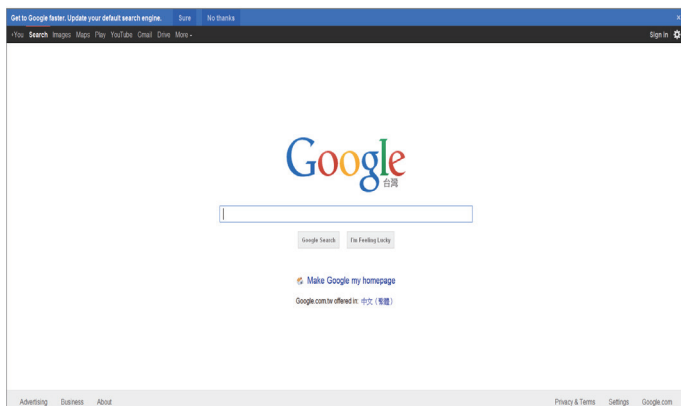 Get to Google faster. Update your default search engine. Sure No thanks ×
+You Search Images Maps Play YouTube Gmail Drive More Sign in
Google
台灣
Google Search I'm Feeling Lucky
Make Google my homepage
Google.com.tw offered in: 中文（繁體）
Advertising Business About Privacy & Terms Settings Google.com